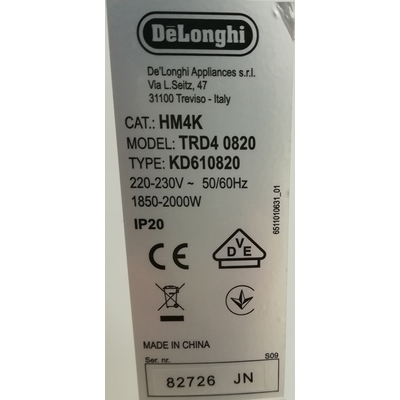 DeLonghi
De'Longhi Appliances s.r.l.
Via L.Seitz, 47
31100 Treviso - Italy
CAT.: HM4K
MODEL: TRD4 0820
TYPE: KD610820
220-230V ~ 50/60Hz
1850-2000W
IP20
6511010631_01
CE
DVE
MADE IN CHINA
Ser. nr. S09
82726 JN